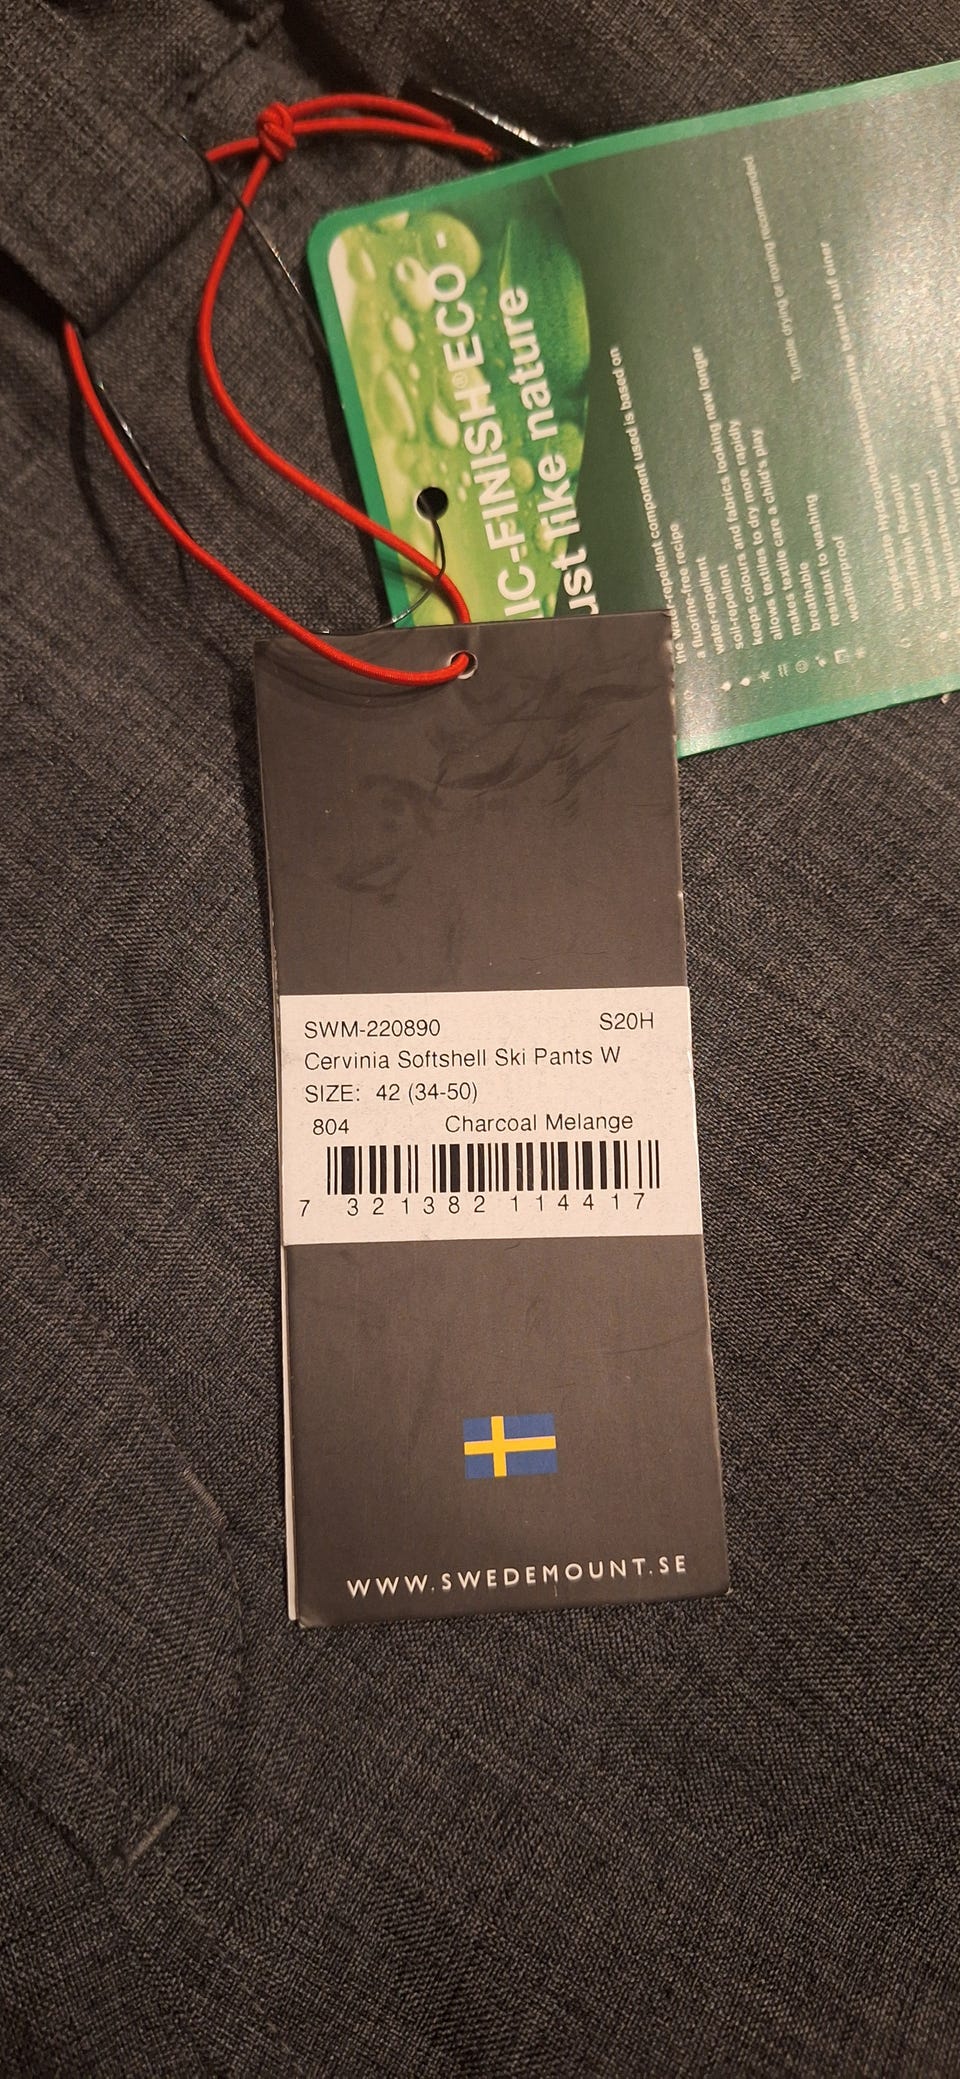 IC-FINISH® ECO -
ust like nature
the water-repellent component used is based on
a fluorine-free recipe
water-repellent
soil-repellent
keeps colours and fabrics looking new longer
allows textiles to dry more rapidly
makes textile care a child's play
breathable
resistant to washing
weatherproof
Tumble drying or ironing recommended
SWM-220890 S20H
Cervinia Softshell Ski Pants W
SIZE: 42 (34-50)
804 Charcoal Melange
7 321382 114417
WWW.SWEDEMOUNT.SE